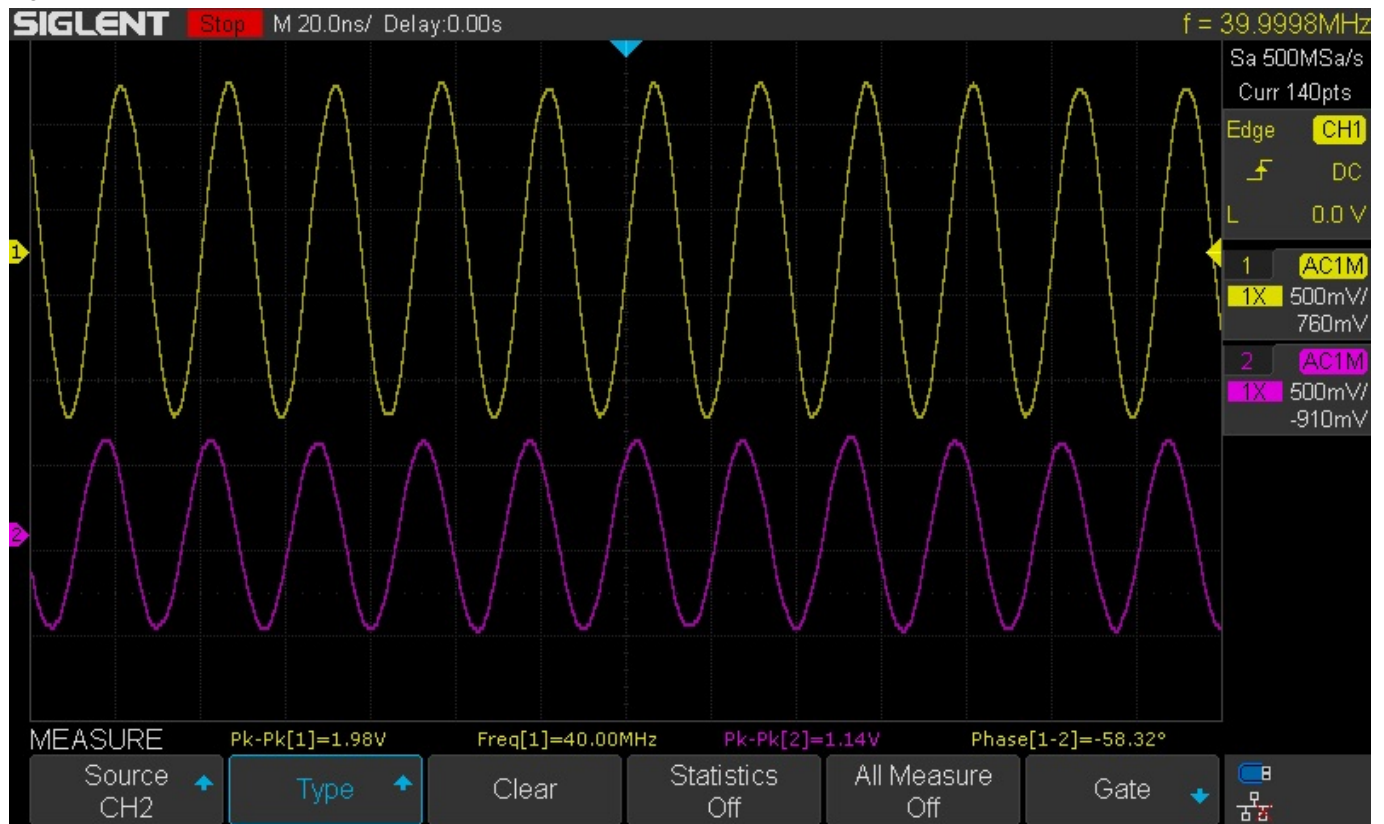 SIGLENT Stop M 20.0ns/ Delay:0.00s f = 39.9998MHz
Sa 500MSa/s
Curr 140pts
Edge CH1
DC
L 0.0 V
1
1 AC1M
1X 500mV/
760mV
2 AC1M
1X 500mV/
-910mV
2
MEASURE Pk-Pk[1]=1.98V Freq[1]=40.00MHz Pk-Pk[2]=1.14V Phase[1-2]=-58.32°
Source
CH2
Type
Clear
Statistics
Off
All Measure
Off
Gate